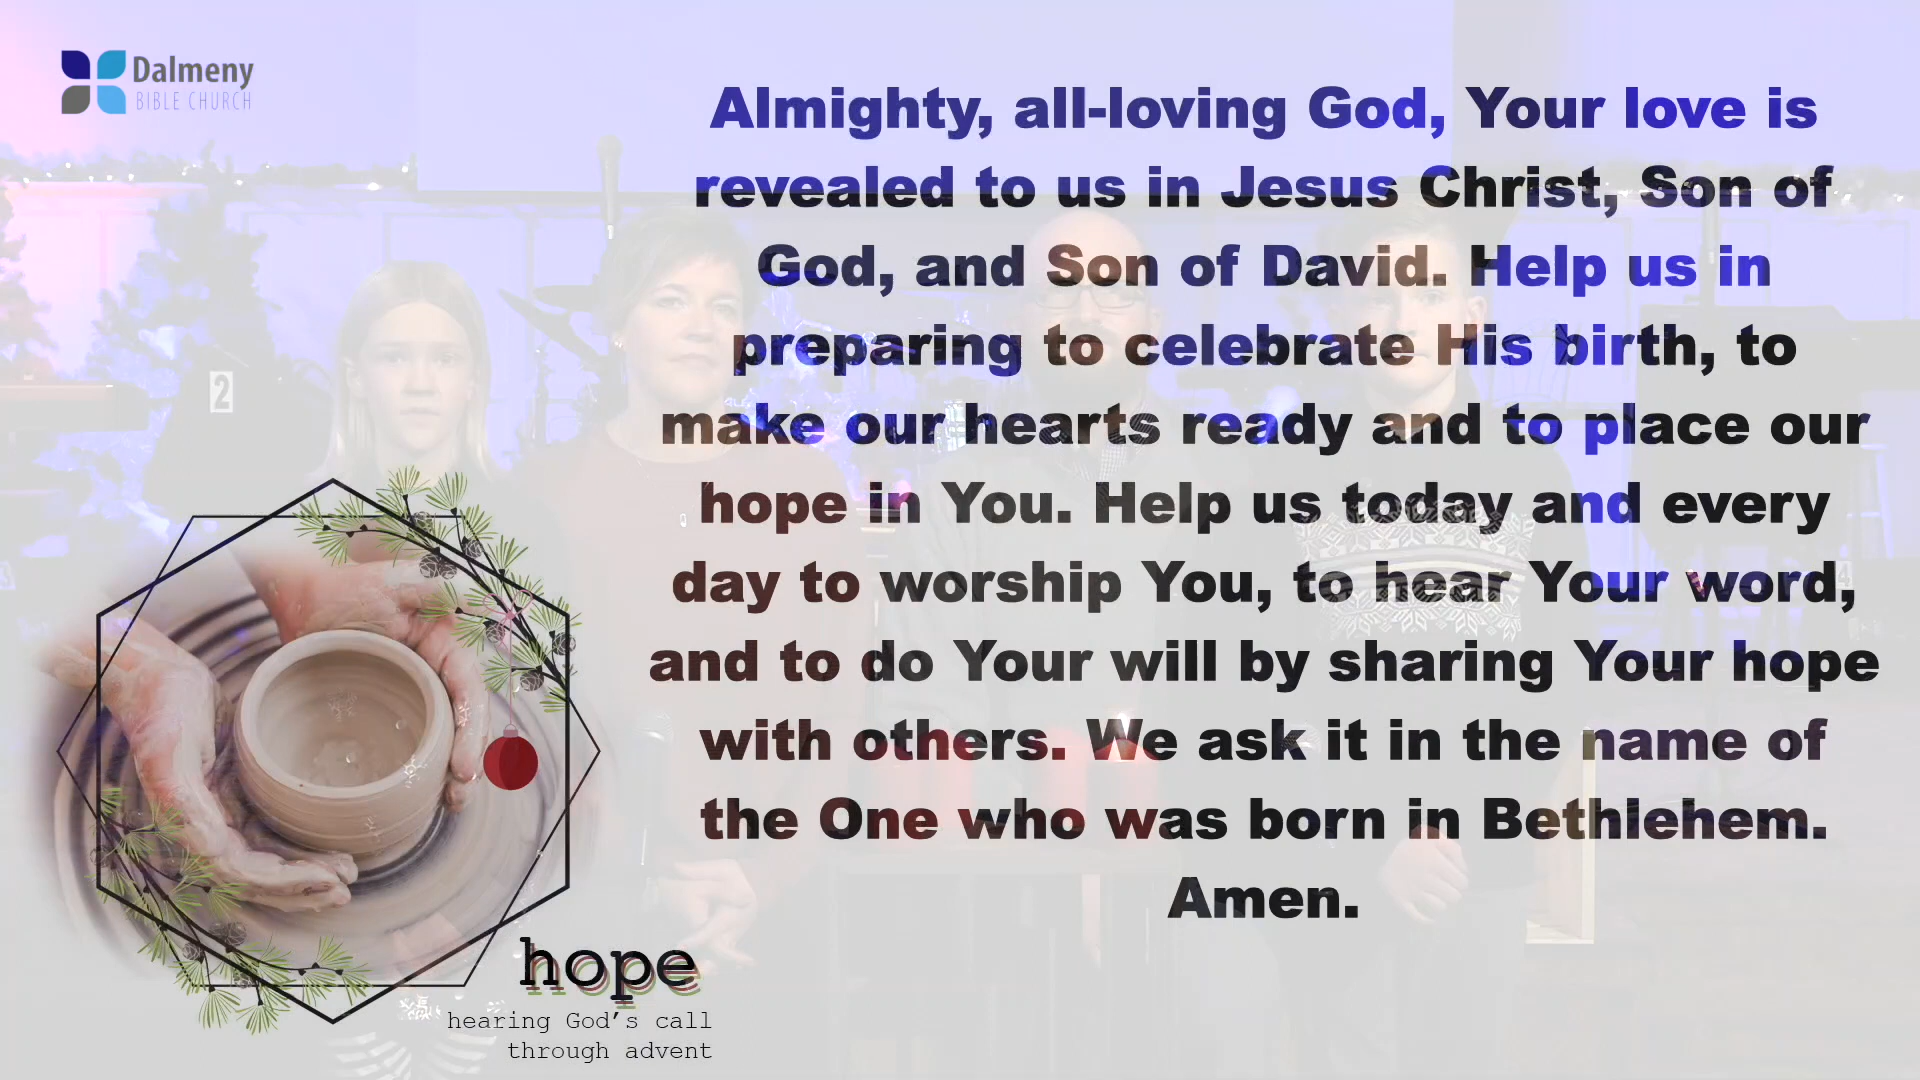 Dalmeny
BIBLE CHURCH
Almighty, all-loving God, Your love is
revealed to us in Jesus Christ, Son of
God, and Son of David. Help us in
preparing to celebrate His birth, to
make our hearts ready and to place our
hope in You. Help us today and every
day to worship You, to hear Your word,
and to do Your will by sharing Your hope
with others. We ask it in the name of
the One who was born in Bethlehem.
Amen.
2
4
hope
hearing God’s call
through advent